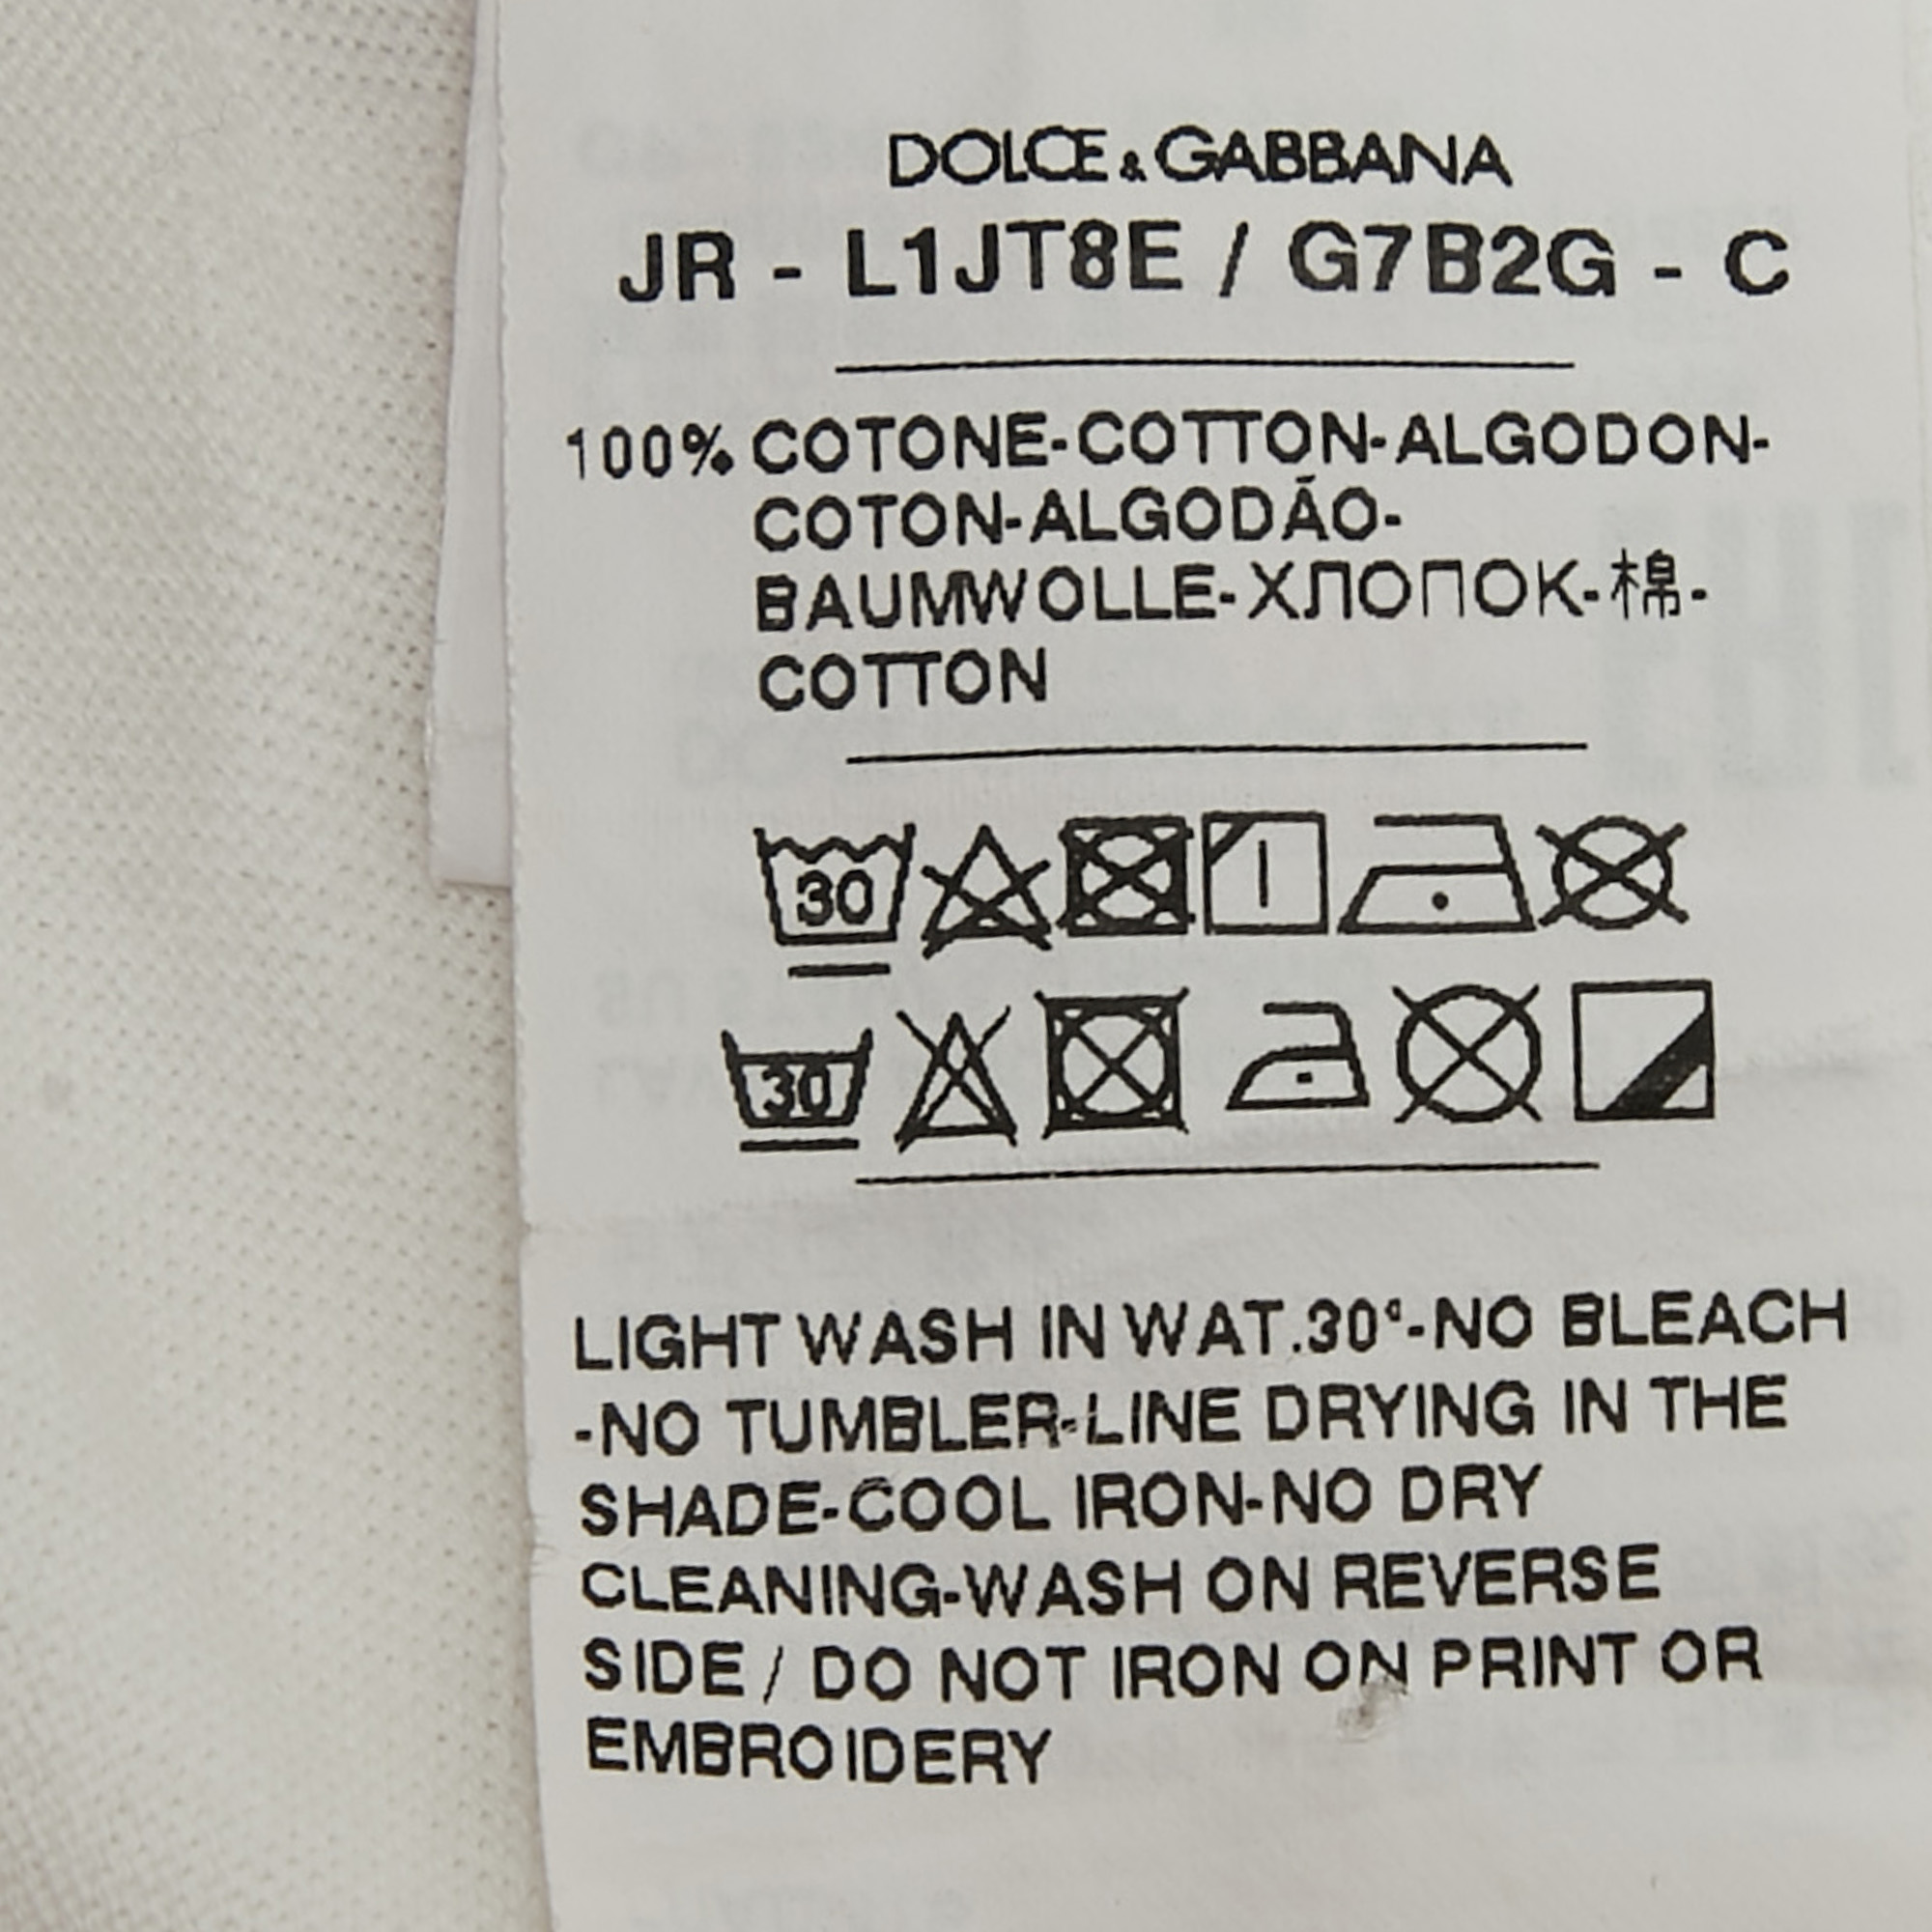 DOLCE & GABBANA
JR - L1JT8E / G7B2G - C
100% COTONE-COTTON-ALGODON-
COTON-ALGODÃO-
BAUMWOLLE-ХЛОПОК-棉-
COTTON
30
30
LIGHT WASH IN WAT.30°-NO BLEACH
-NO TUMBLER-LINE DRYING IN THE
SHADE-COOL IRON-NO DRY
CLEANING-WASH ON REVERSE
SIDE / DO NOT IRON ON PRINT OR
EMBROIDERY